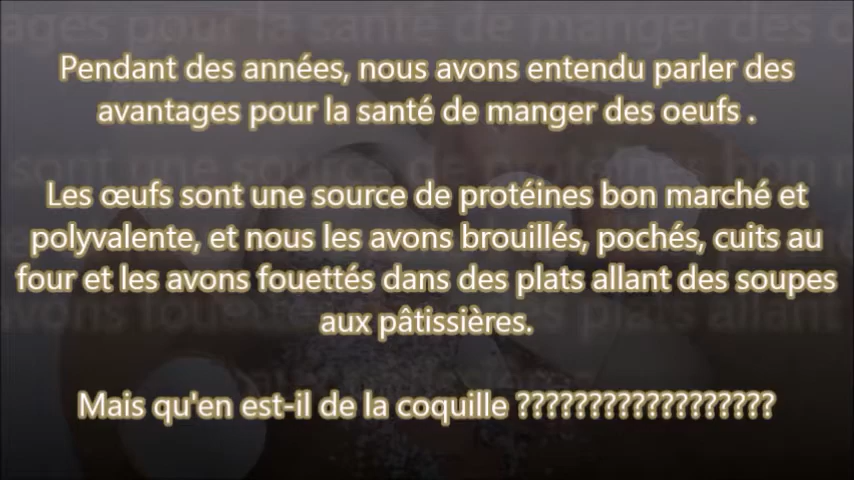 Pendant des années, nous avons entendu parler des
avantages pour la santé de manger des oeufs .
Les œufs sont une source de protéines bon marché et
polyvalente, et nous les avons brouillés, pochés, cuits au
four et les avons fouettés dans des plats allant des soupes
aux pâtissières.
Mais qu'en est-il de la coquille ??????????????????